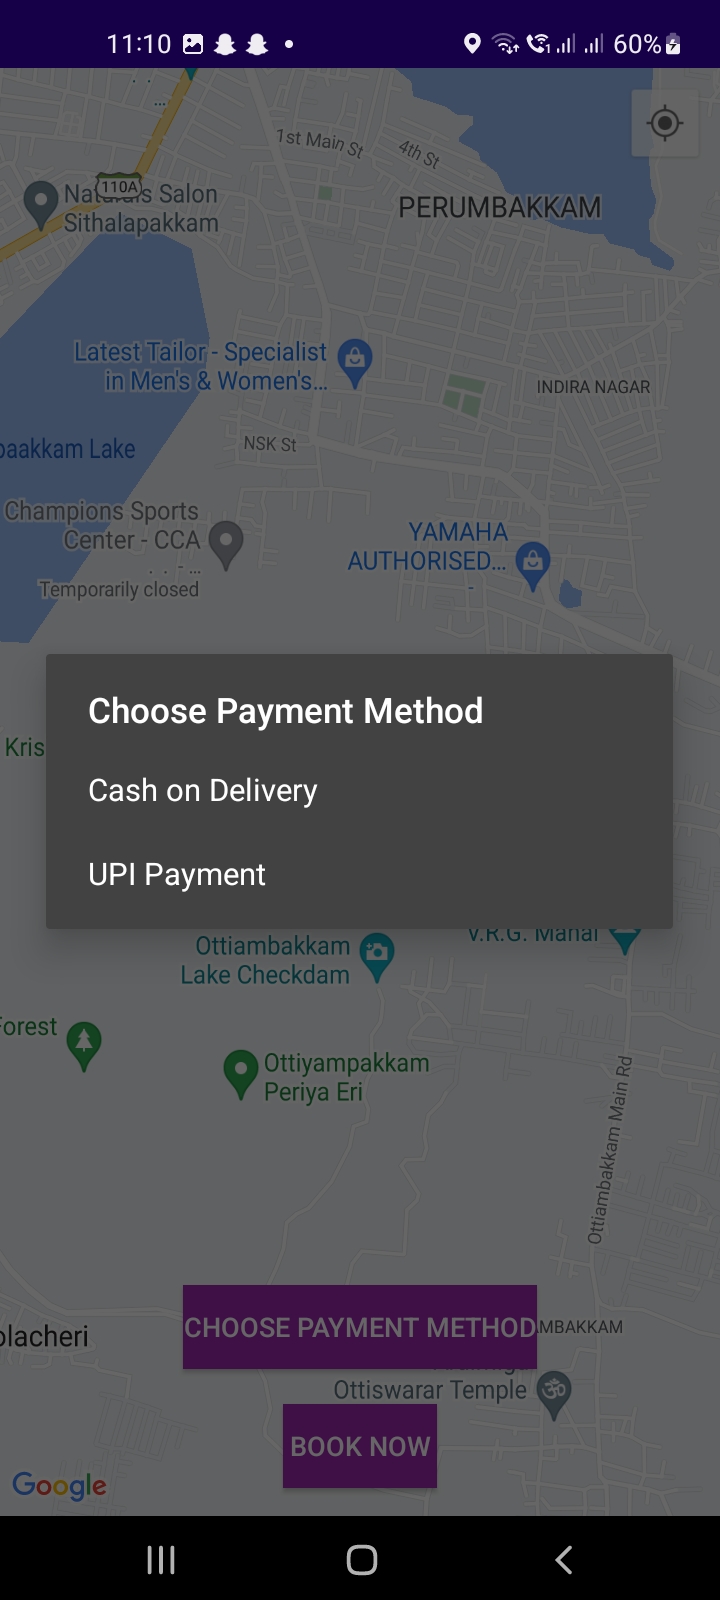 11:10
60%
1st Main St
4th St
110A
Naturals Salon
Sithalapakkam
PERUMBAKKAM
Latest Tailor - Specialist
in Men's & Women's...
INDIRA NAGAR
NSK St
paakkam Lake
Champions Sports
Center - CCA
Temporarily closed
YAMAHA
AUTHORISED...
Choose Payment Method
Kris
Cash on Delivery
UPI Payment
V.R.G. Mahal
Ottiambakkam
Lake Checkdam
Forest
Ottiyampakkam
Periya Eri
Ottiambakkam Main Rd
CHOOSE PAYMENT METHOD
MBAKKAM
olacheri
Ottiswarar Temple
BOOK NOW
Google